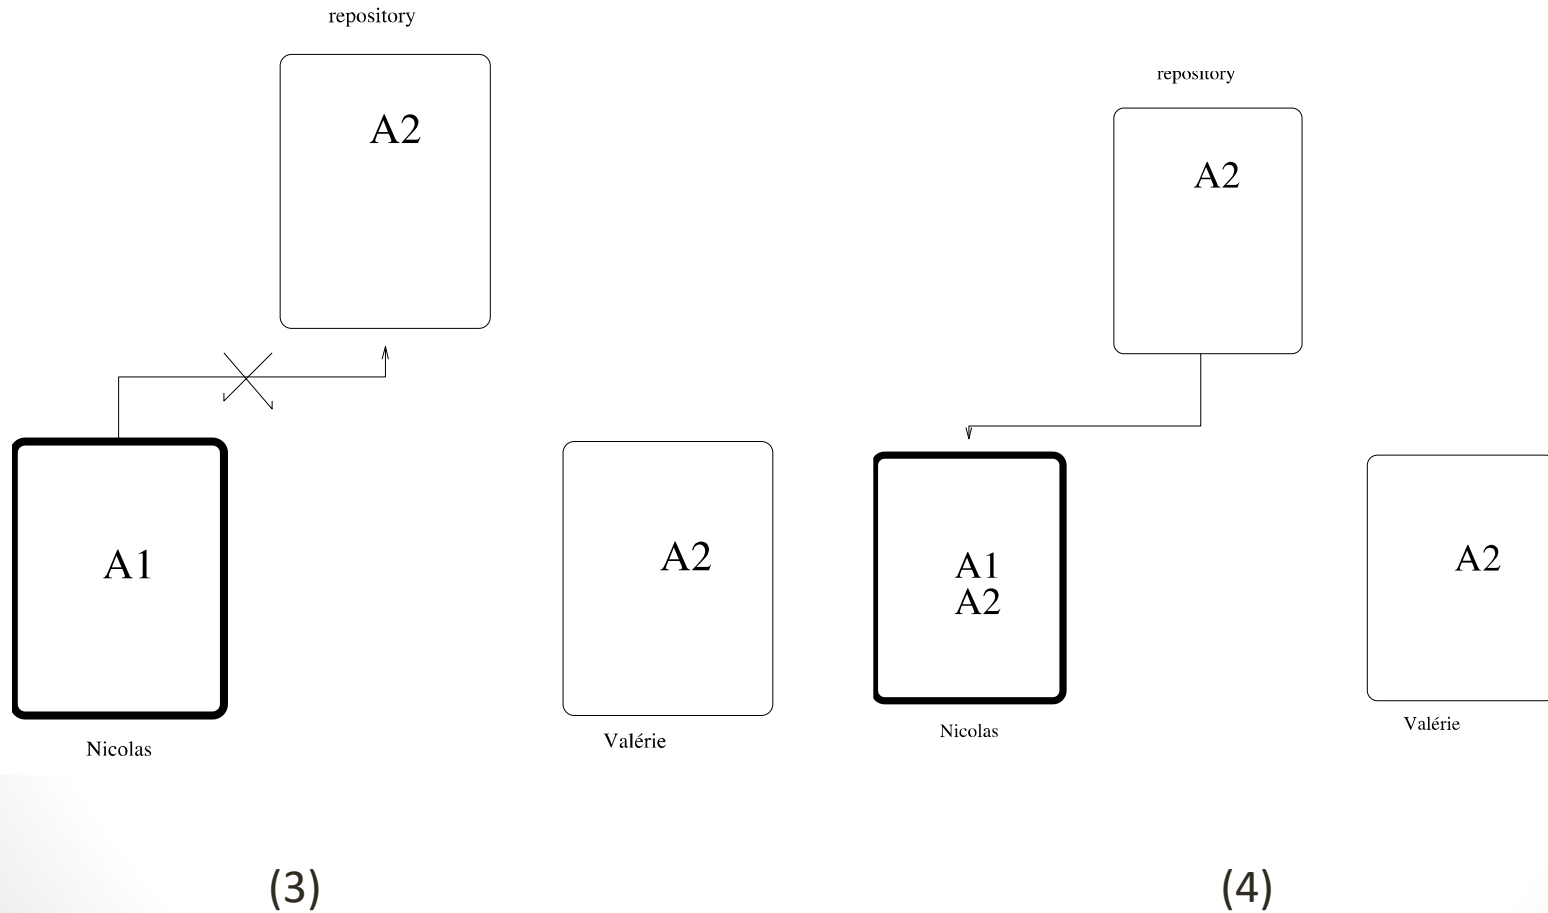 repository
A2
A1
Nicolas
A2
Valérie
(3)
repository
A2
A1
A2
Nicolas
A2
Valérie
(4)